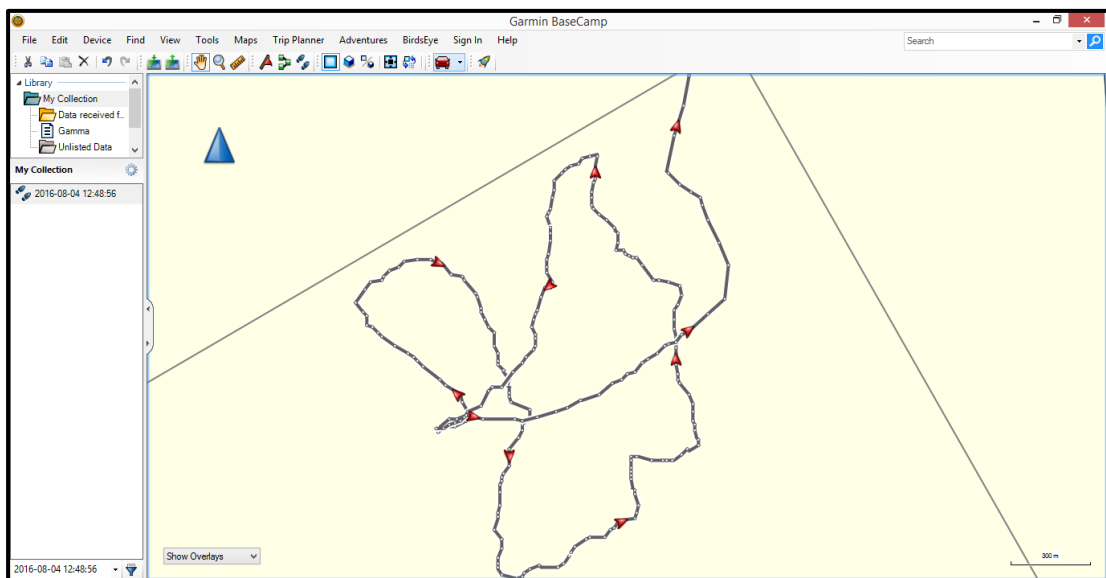 Garmin BaseCamp
File Edit Device Find View Tools Maps Trip Planner Adventures BirdsEye Sign In Help
Search
Library
My Collection
Data received f...
Gamma
Unlisted Data
My Collection
2016-08-04 12:48:56
Show Overlays
300 m
2016-08-04 12:48:56